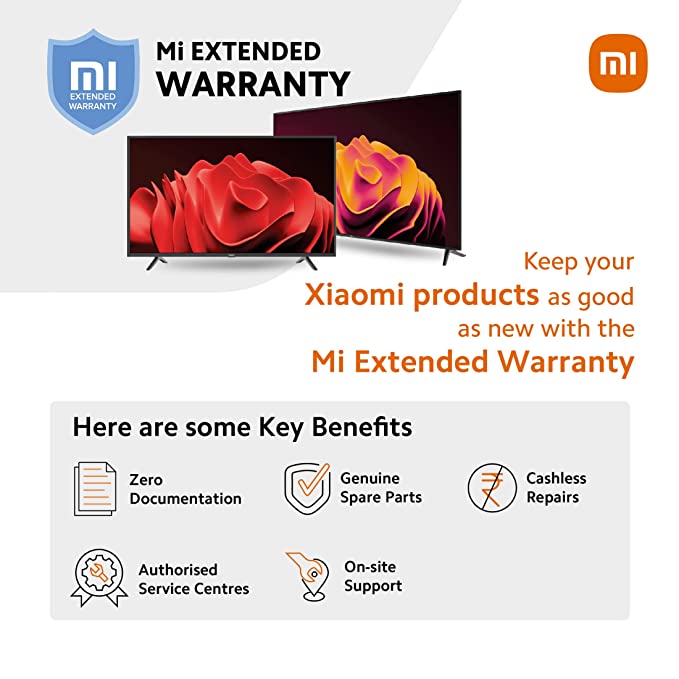 mi
EXTENDED
WARRANTY
Mi EXTENDED
WARRANTY
mi
Keep your
Xiaomi products as good
as new with the
Mi Extended Warranty
Here are some Key Benefits
Zero
Documentation
Genuine
Spare Parts
Cashless
Repairs
Authorised
Service Centres
On-site
Support